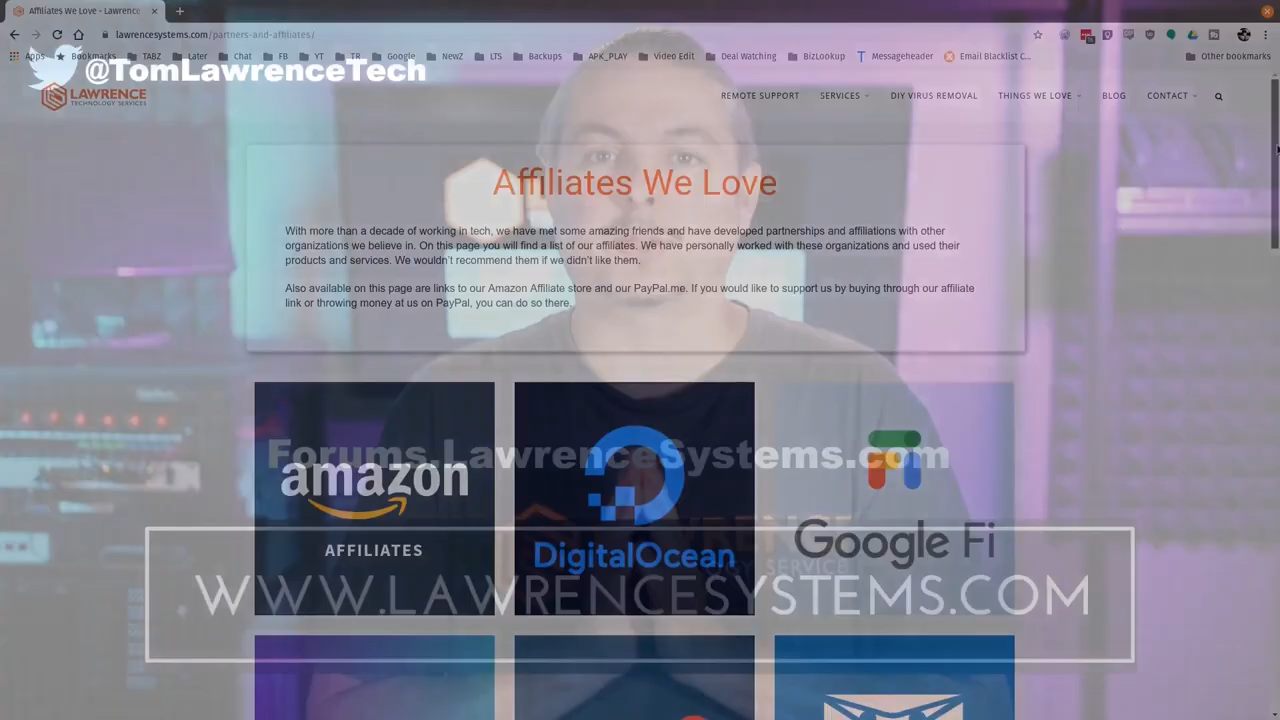 Affiliates We Love - Lawrence
lawrencesystems.com/partners-and-affiliates/
Apps Bookmarks TABZ Later Chat FB YT TR Google NewZ LTS Backups APK_PLAY Video Edit Deal Watching BizLookup Messageheader Email Blacklist C... Other bookmarks
@TomLawrenceTech
LAWRENCE
TECHNOLOGY SERVICES
REMOTE SUPPORT SERVICES DIY VIRUS REMOVAL THINGS WE LOVE BLOG CONTACT
Affiliates We Love
With more than a decade of working in tech, we have met some amazing friends and have developed partnerships and affiliations with other
organizations we believe in. On this page you will find a list of our affiliates. We have personally worked with these organizations and used their
products and services. We wouldn't recommend them if we didn't like them.
Also available on this page are links to our Amazon Affiliate store and our PayPal.me. If you would like to support us by buying through our affiliate
link or throwing money at us on PayPal, you can do so there.
Forums.LawrenceSystems.com
amazon
AFFILIATES
DigitalOcean
Google Fi
WWW.LAWRENCESYSTEMS.COM